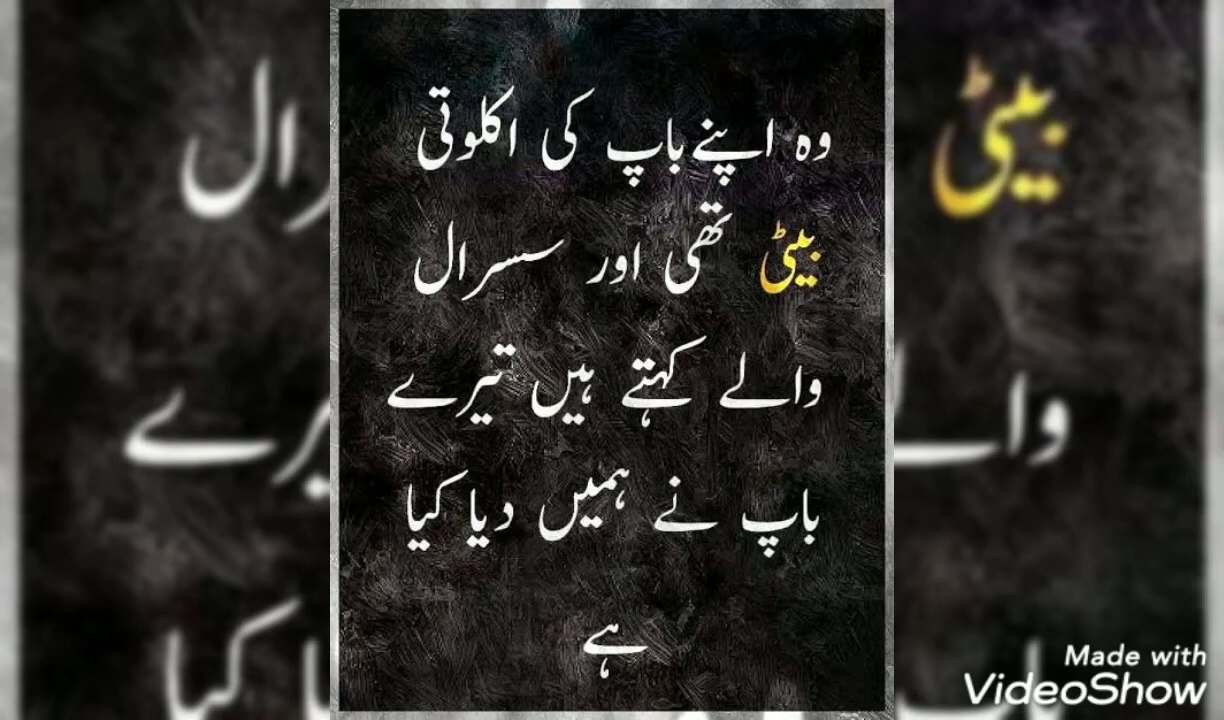 وہ اپنے باپ کی اکلوتی
بیٹی تھی اور سسرال
والے کہتے ہیں تیرے
باپ نے ہمیں دیا کیا
ہے
Made with
VideoShow